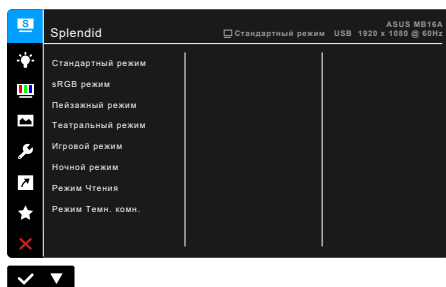 S
ASUS MB16A
Splendid
Стандартный режим USB 1920 x 1080 @ 60Hz
Стандартный режим
sRGB режим
Пейзажный режим
Театральный режим
Игровой режим
Ночной режим
Режим Чтения
Режим Темн. комн.